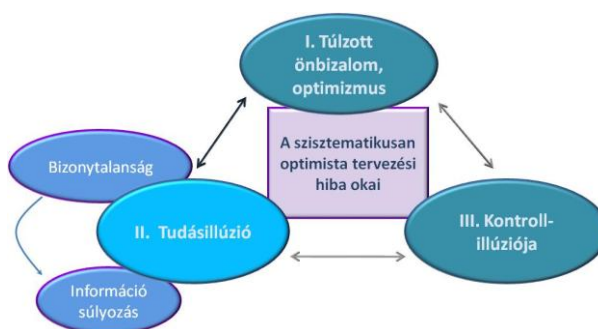 I. Túlzott
önbizalom,
optimizmus
A szisztematikusan
optimista tervezési
hiba okai
Bizonytalanság
II. Tudásillúzió
III. Kontroll-
illúziója
Információ
súlyozás